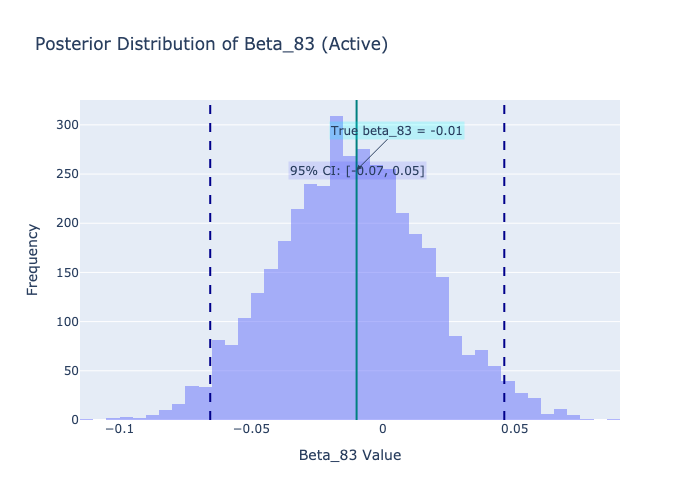 Posterior Distribution of Beta_83 (Active)
True beta_83 = -0.01
95% CI: [-0.07, 0.05]
300
250
200
150
100
50
0
Frequency
−0.1
−0.05
0
0.05
Beta_83 Value